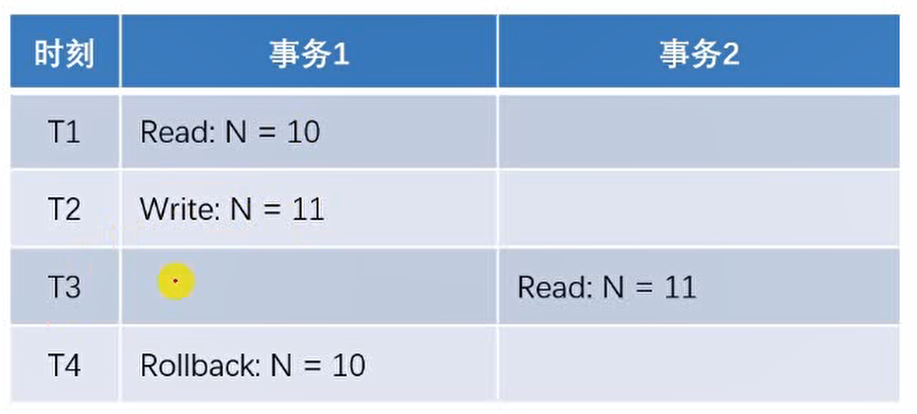 时刻 事务1 事务2
T1 Read: N = 10
T2 Write: N = 11
T3 Read: N = 11
T4 Rollback: N = 10